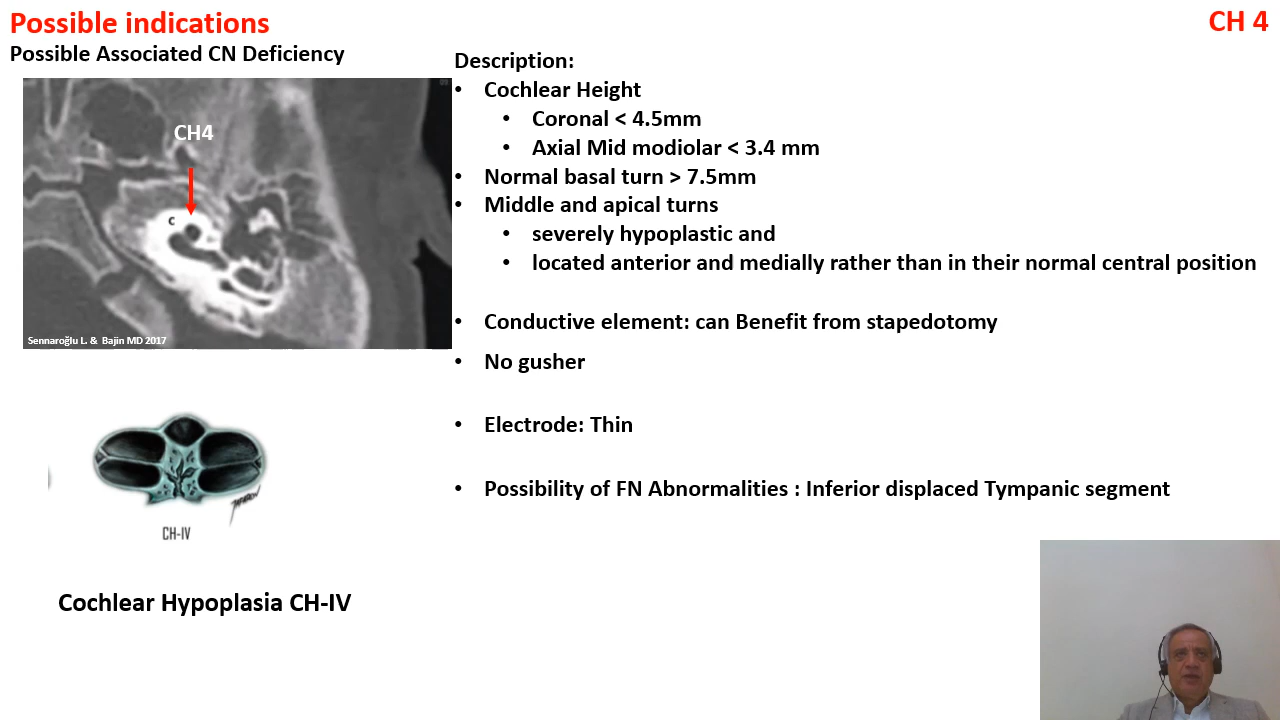 Possible indications
CH 4
Possible Associated CN Deficiency
CH4
c
Sennaroğlu L. & Bajin MD 2017
CH-IV
Cochlear Hypoplasia CH-IV
Description:
• Cochlear Height
• Coronal < 4.5mm
• Axial Mid modiolar < 3.4 mm
• Normal basal turn > 7.5mm
• Middle and apical turns
• severely hypoplastic and
• located anterior and medially rather than in their normal central position
• Conductive element: can Benefit from stapedotomy
• No gusher
• Electrode: Thin
• Possibility of FN Abnormalities : Inferior displaced Tympanic segment